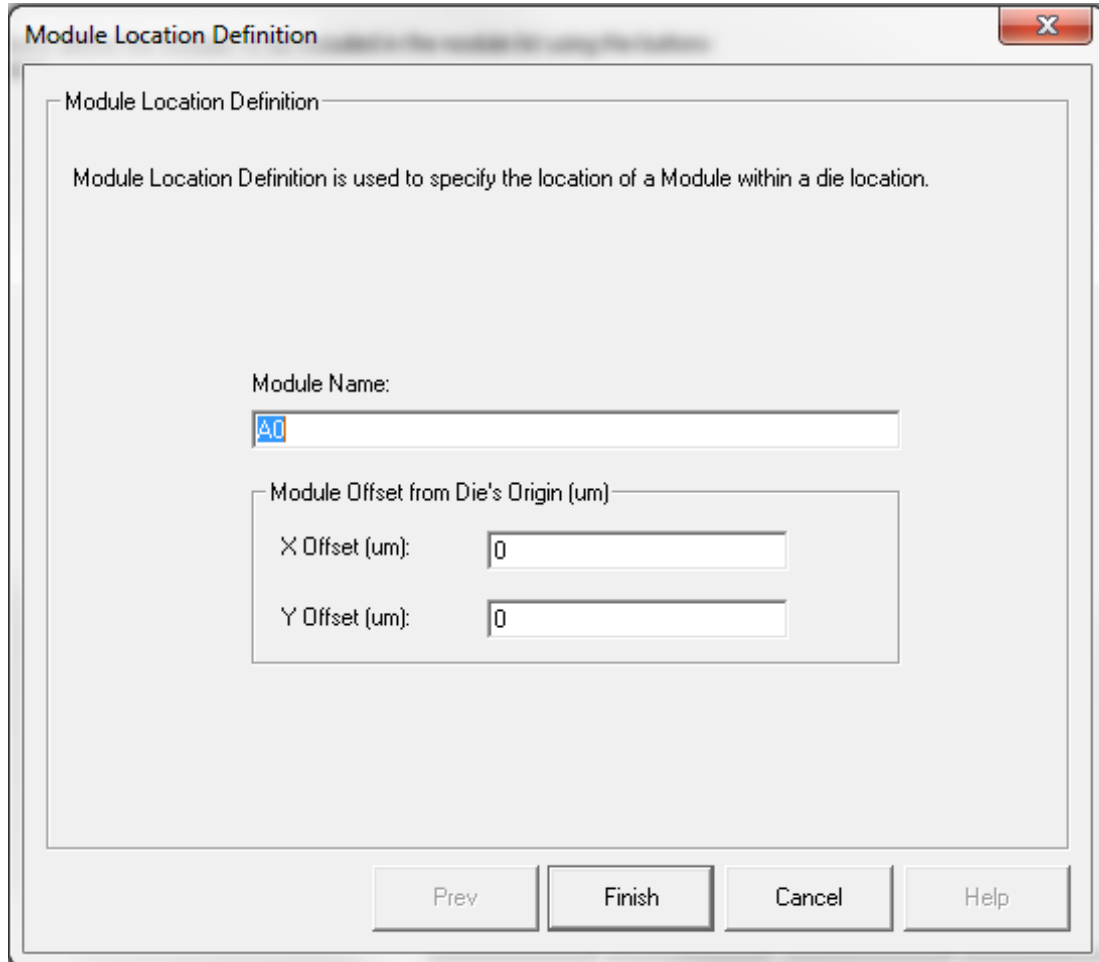 Module Location Definition
Module Location Definition
Module Location Definition is used to specify the location of a Module within a die location.
Module Name:
A0
Module Offset from Die's Origin (um)
X Offset (um): 0
Y Offset (um): 0
Prev Finish Cancel Help